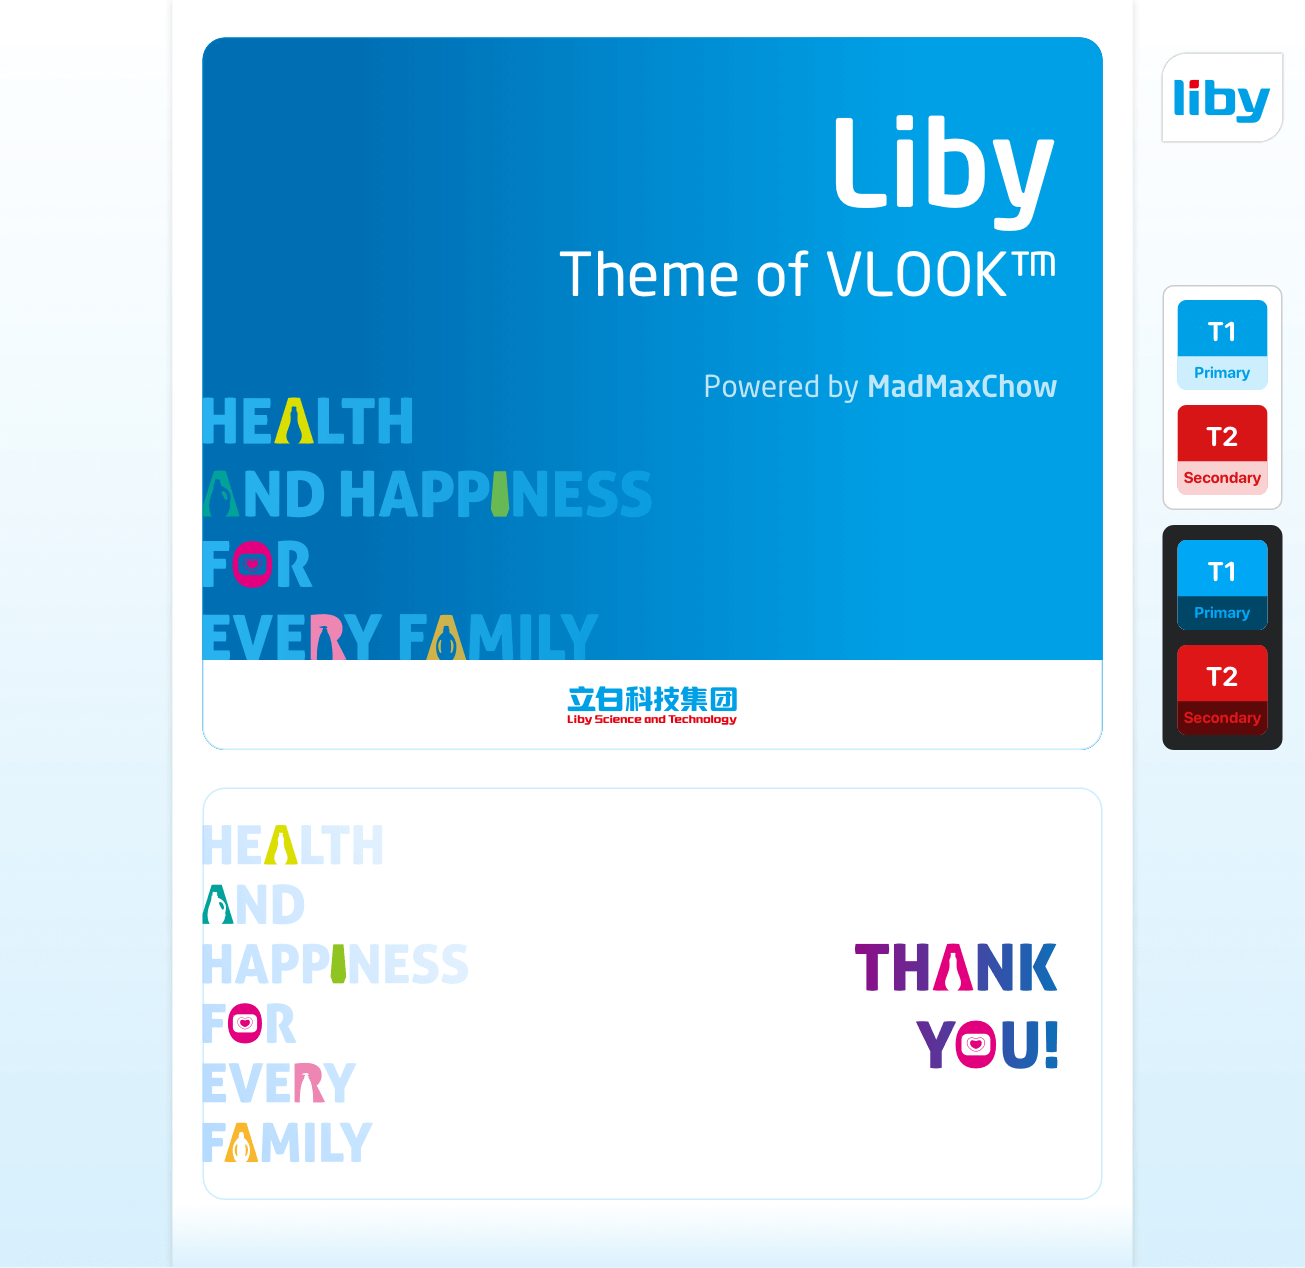 Liby
Theme of VLOOK™
Powered by MadMaxChow
HEALTH
AND HAPPINESS
FOR
EVERY FAMILY
立白科技集团
Liby Science and Technology
HEALTH
AND
HAPPINESS
FOR
EVERY
FAMILY
THANK
YOU!
liby
T1
Primary
T2
Secondary
T1
Primary
T2
Secondary